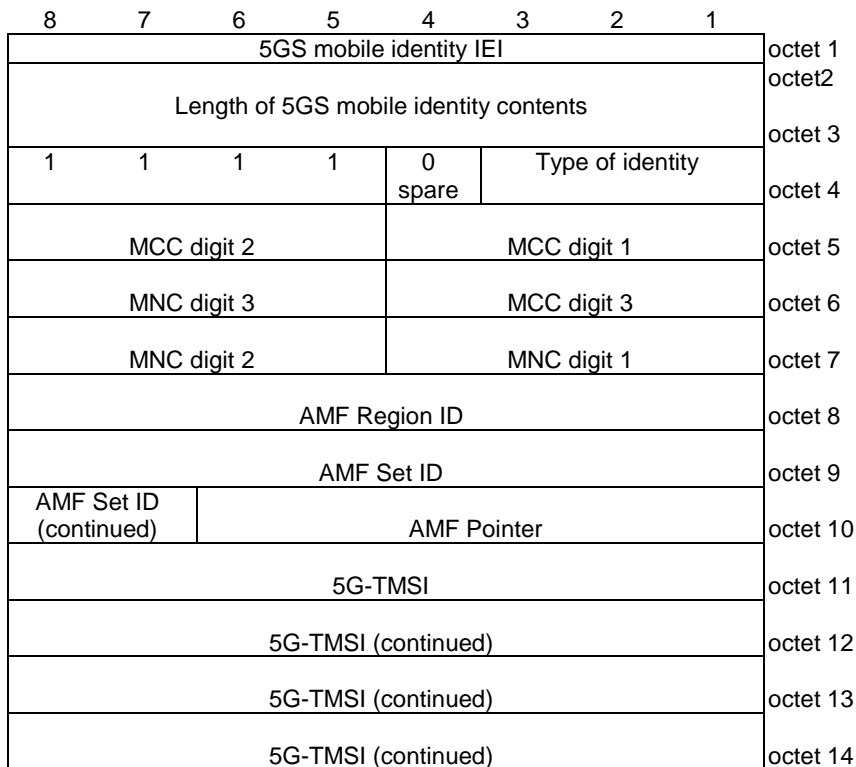 8 7 6 5 4 3 2 1
5GS mobile identity IEI octet 1
octet2
Length of 5GS mobile identity contents
octet 3
1 1 1 1 0 Type of identity
spare octet 4
MCC digit 2 MCC digit 1 octet 5
MNC digit 3 MCC digit 3 octet 6
MNC digit 2 MNC digit 1 octet 7
AMF Region ID octet 8
AMF Set ID octet 9
AMF Set ID
(continued) AMF Pointer octet 10
5G-TMSI octet 11
5G-TMSI (continued) octet 12
5G-TMSI (continued) octet 13
5G-TMSI (continued) octet 14